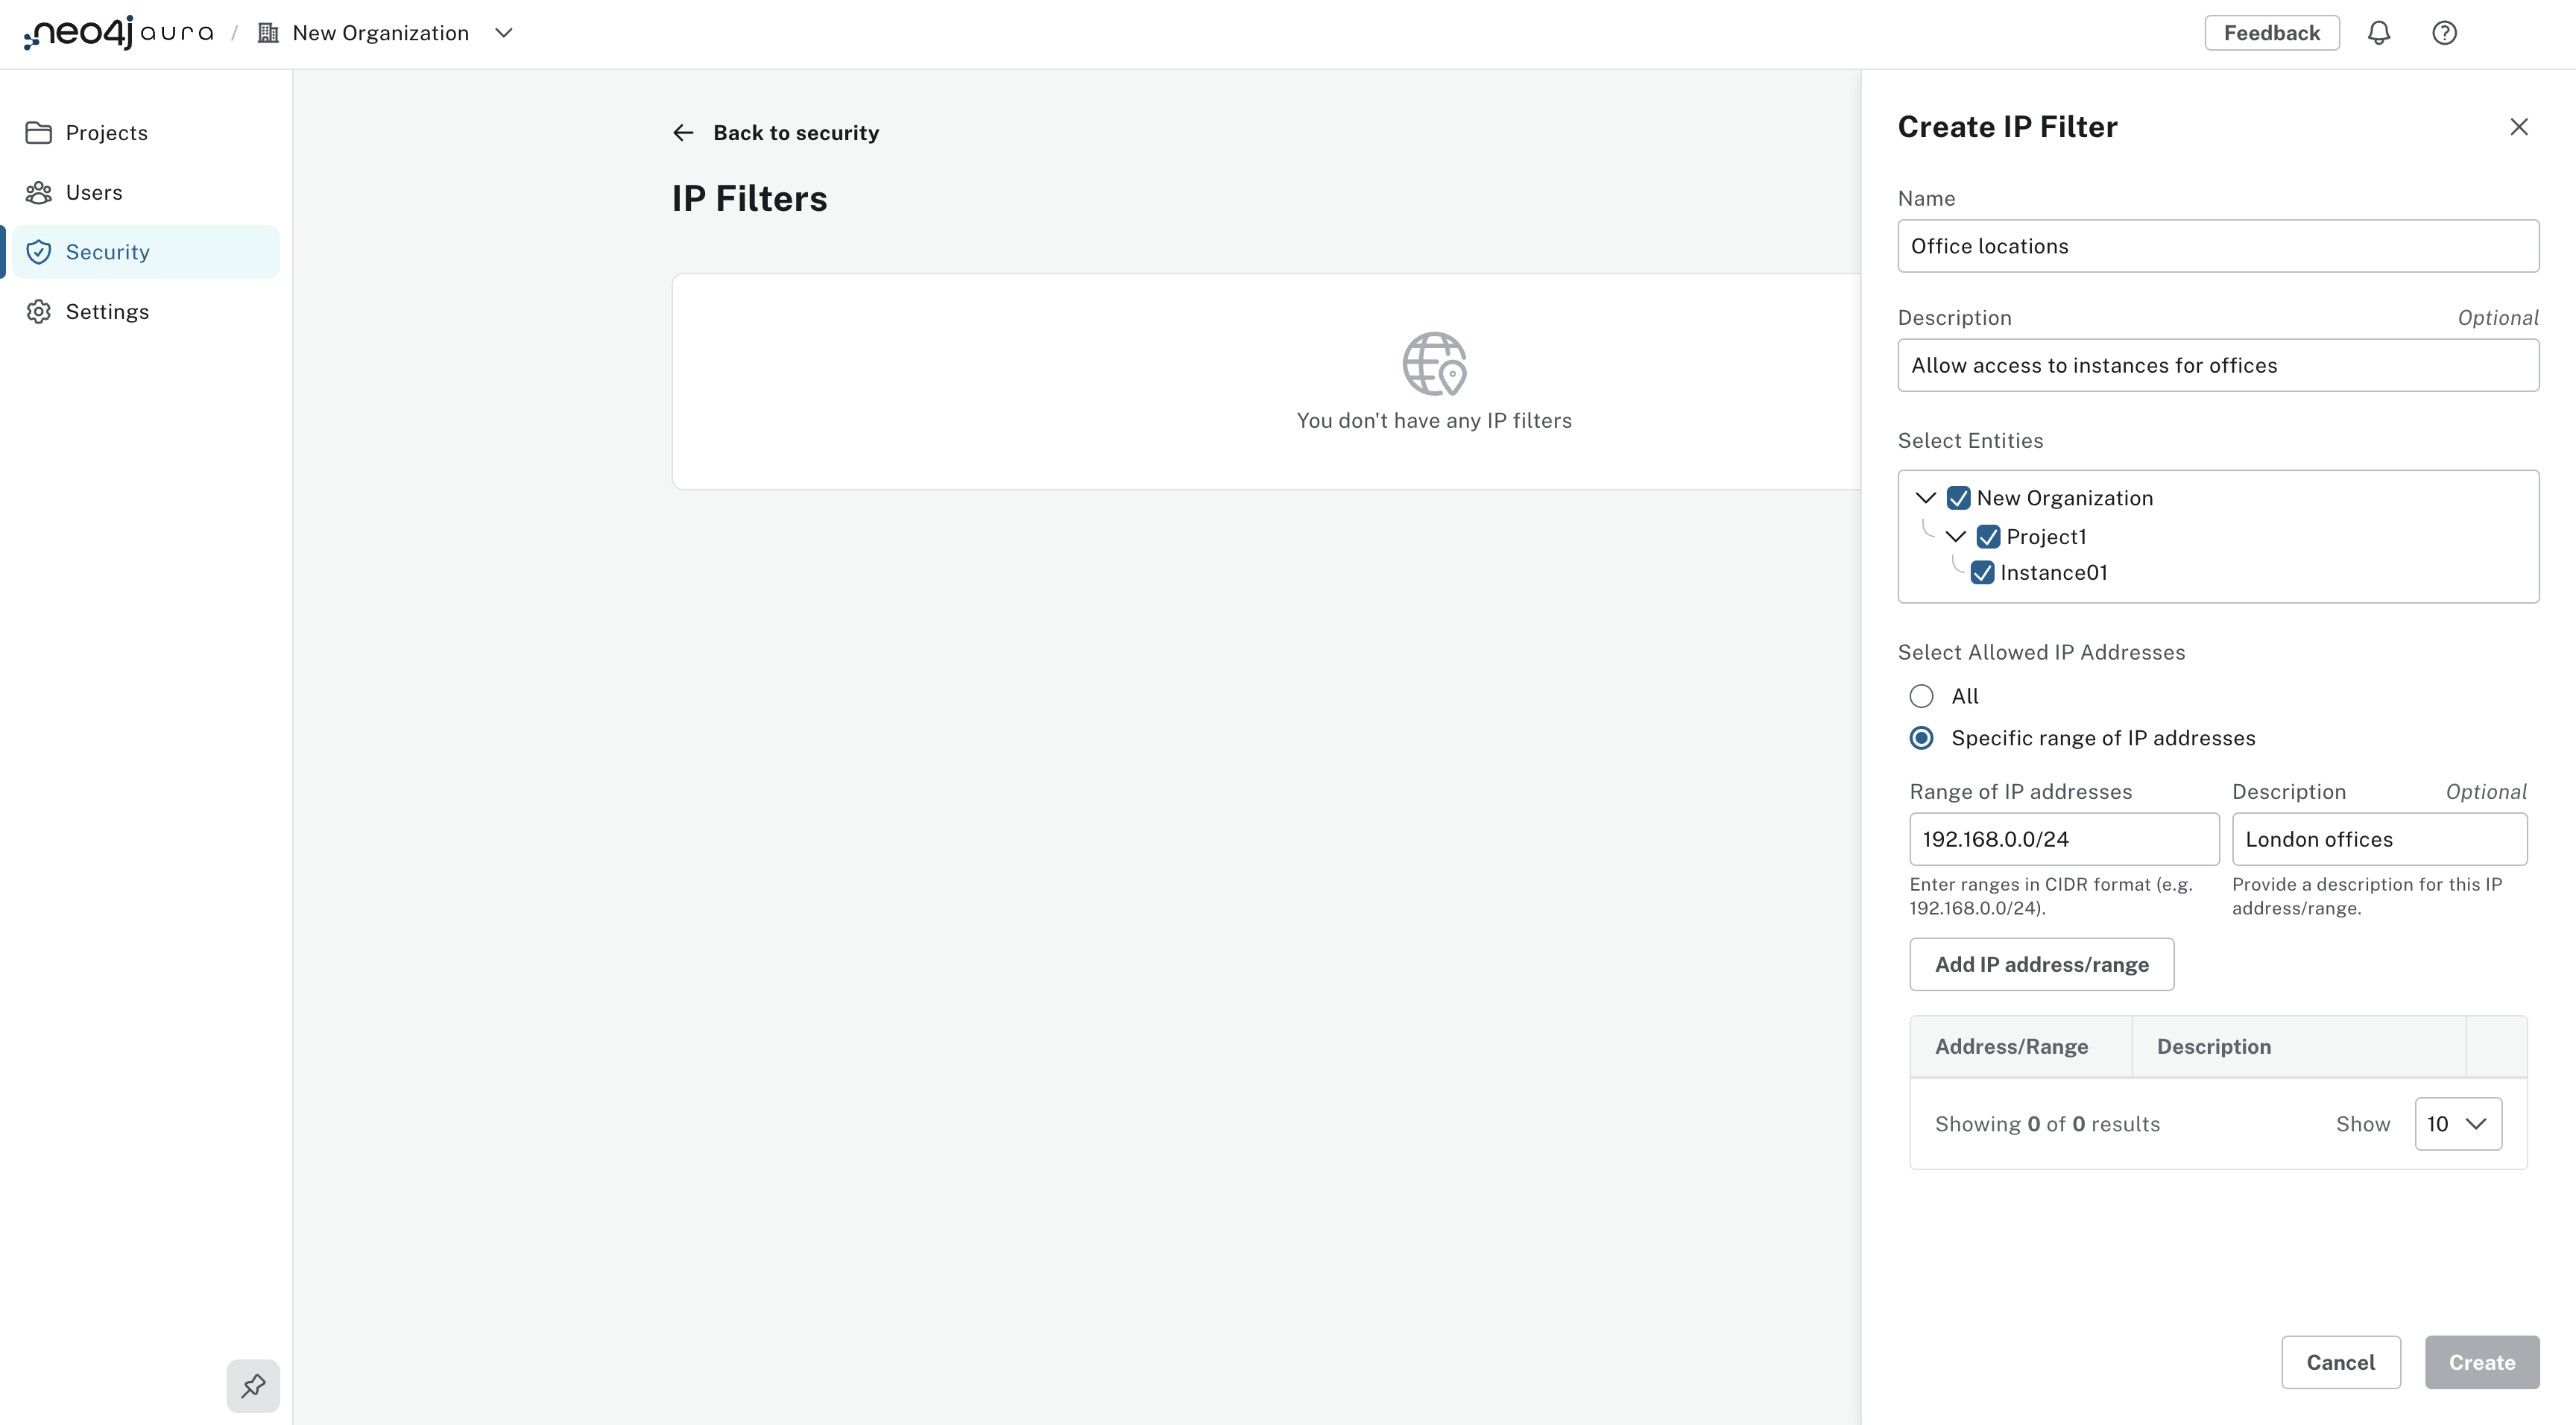 neo4j aura / New Organization
Feedback
Projects
Users
Security
Settings
Back to security
IP Filters
You don't have any IP filters
Create IP Filter
Name
Office locations
Description Optional
Allow access to instances for offices
Select Entities
New Organization
Project1
Instance01
Select Allowed IP Addresses
All
Specific range of IP addresses
Range of IP addresses Description Optional
192.168.0.0/24 London offices
Enter ranges in CIDR format (e.g. Provide a description for this IP
192.168.0.0/24). address/range.
Add IP address/range
Address/Range Description
Showing 0 of 0 results Show 10
Cancel Create